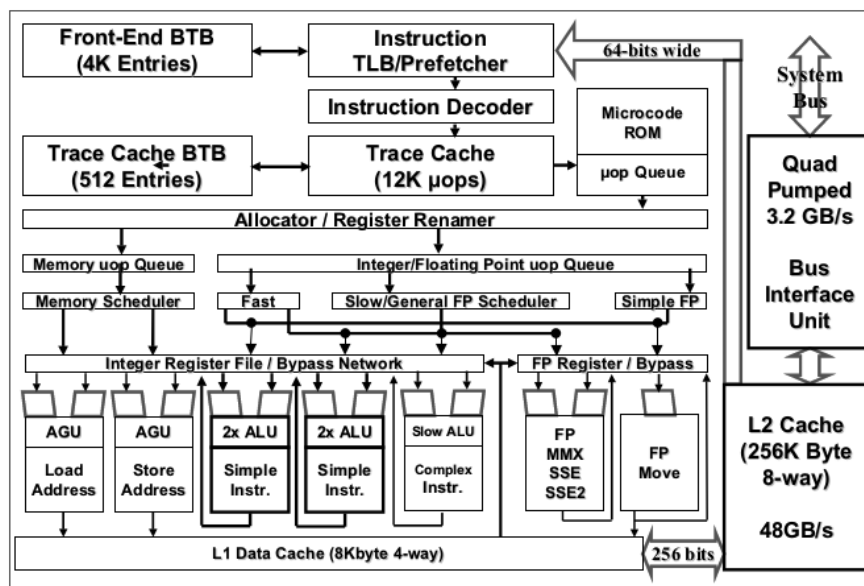 Front-End BTB
(4K Entries)
Instruction
TLB/Prefetcher
64-bits wide
System
Bus
Instruction Decoder
Microcode
ROM
Trace Cache BTB
(512 Entries)
Trace Cache
(12K µops)
µop Queue
Quad
Pumped
3.2 GB/s
Bus
Interface
Unit
Allocator / Register Renamer
Memory uop Queue
Integer/Floating Point uop Queue
Memory Scheduler
Fast
Slow/General FP Scheduler
Simple FP
Integer Register File / Bypass Network
FP Register / Bypass
AGU
Load
Address
AGU
Store
Address
2x ALU
Simple
Instr.
2x ALU
Simple
Instr.
Slow ALU
Complex
Instr.
FP
MMX
SSE
SSE2
FP
Move
L2 Cache
(256K Byte
8-way)
48GB/s
L1 Data Cache (8Kbyte 4-way)
256 bits